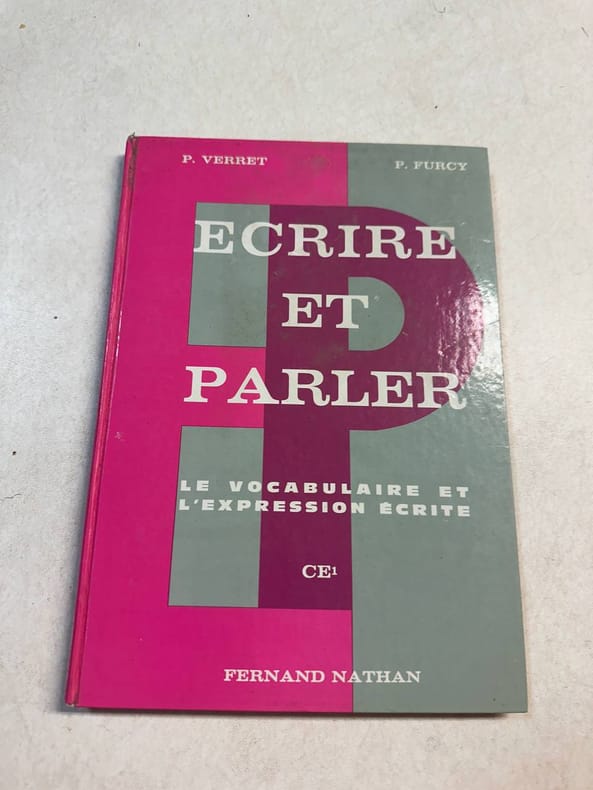 P. VERRET P. FURCY
ECRIRE
ET
PARLER
LE VOCABULAIRE ET
L'EXPRESSION ÉCRITE
CE¹
FERNAND NATHAN